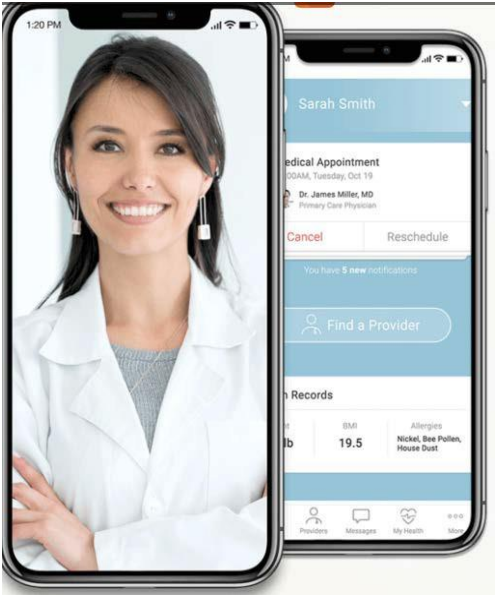 1:20 PM
M
Sarah Smith
edical Appointment
00AM, Tuesday, Oct 19
Dr. James Miller, MD
Primary Care Physician
Cancel
Reschedule
You have 5 new notifications
Find a Provider
Records
BMI
Allergies
lb
19.5
Nickel, Bee Pollen,
House Dust
Providers
Messages
My Health
More